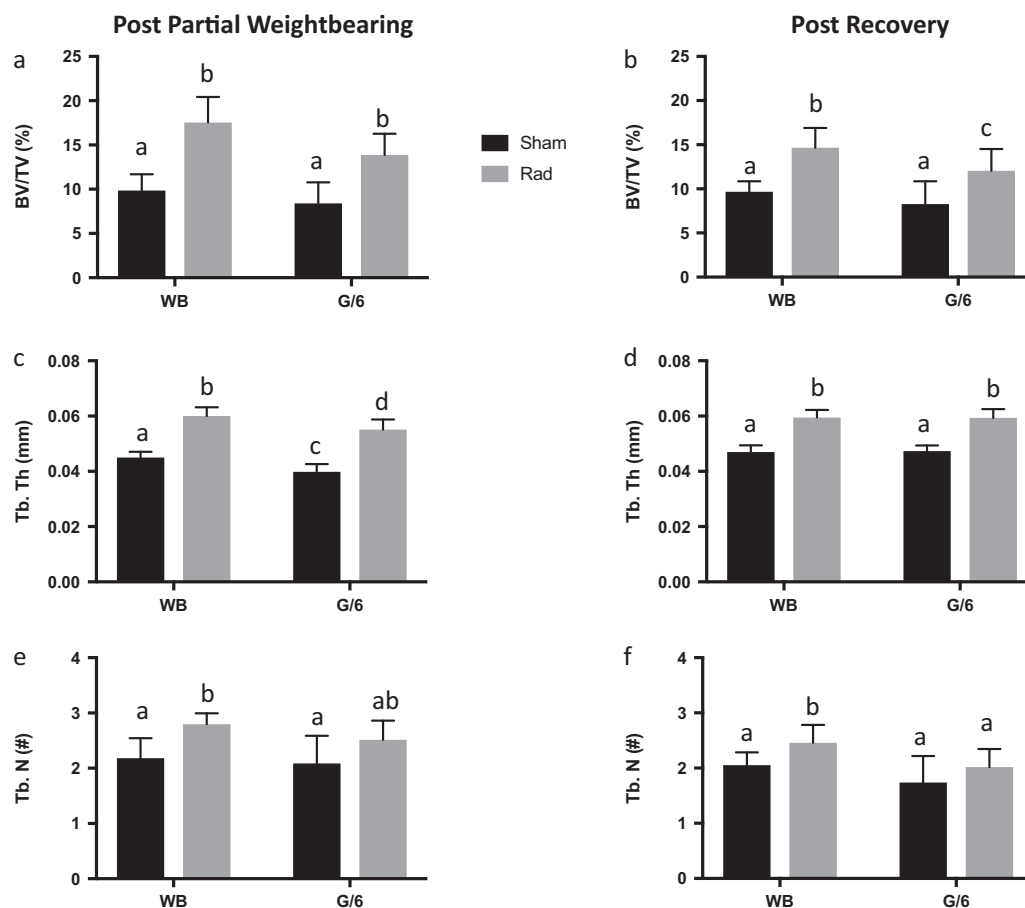 Post Partial Weightbearing
Post Recovery
a
BV/TV (%)
25
20
15
10
5
0
a
b
a
b
WB
G/6
Sham
Rad
b
BV/TV (%)
25
20
15
10
5
0
a
b
a
c
WB
G/6
c
Tb. Th (mm)
0.08
0.06
0.04
0.02
0.00
a
b
c
d
WB
G/6
d
Tb. Th (mm)
0.08
0.06
0.04
0.02
0.00
a
b
a
b
WB
G/6
e
Tb. N (#)
4
3
2
1
0
a
b
a
ab
WB
G/6
f
Tb. N (#)
4
3
2
1
0
a
b
a
a
WB
G/6